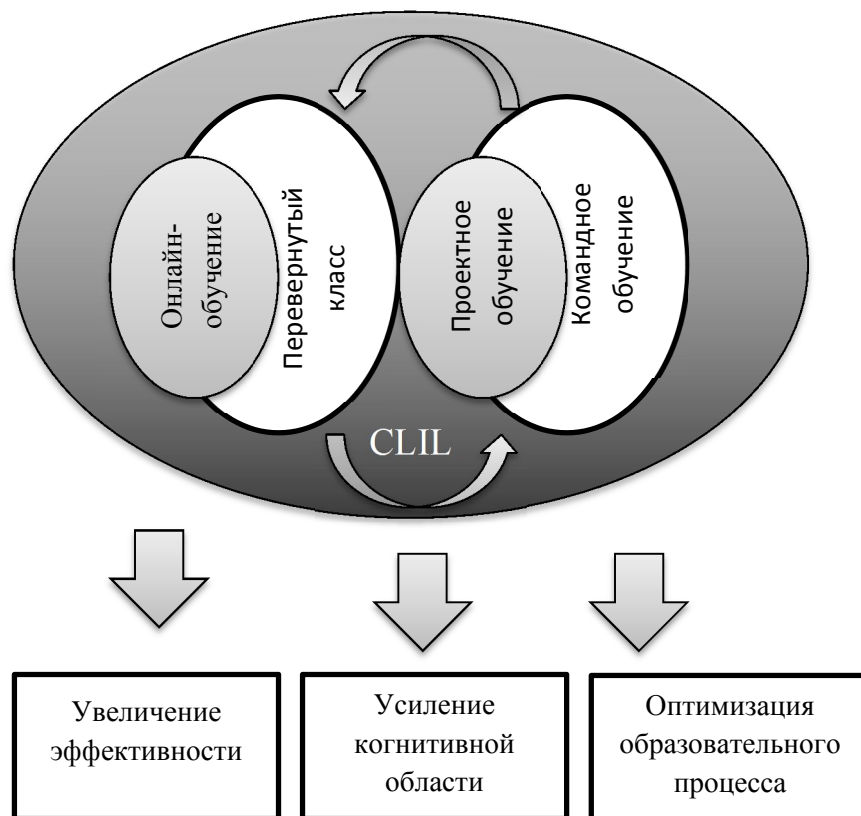 Онлайн-
обучение
Перевернутый
класс
Проектное
обучение
Командное
обучение
CLIL
Увеличение
эффективности
Усиление
когнитивной
области
Оптимизация
образовательного
процесса